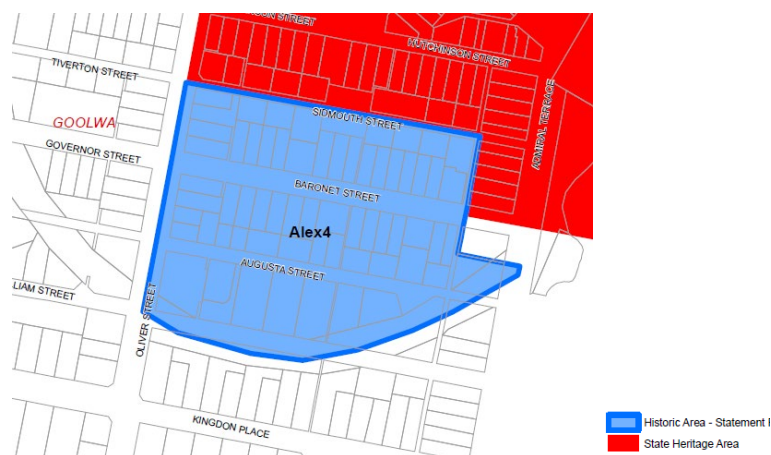 STREET
HUTCHINSON STREET
TIVERTON STREET
ADMIRAL TERRACE
SIDMOUTH STREET
GOOLWA
GOVERNOR STREET
BARONET STREET
Alex4
AUGUSTA STREET
LIAM STREET
OLIVER STREET
KINGDON PLACE
Historic Area - Statement
State Heritage Area